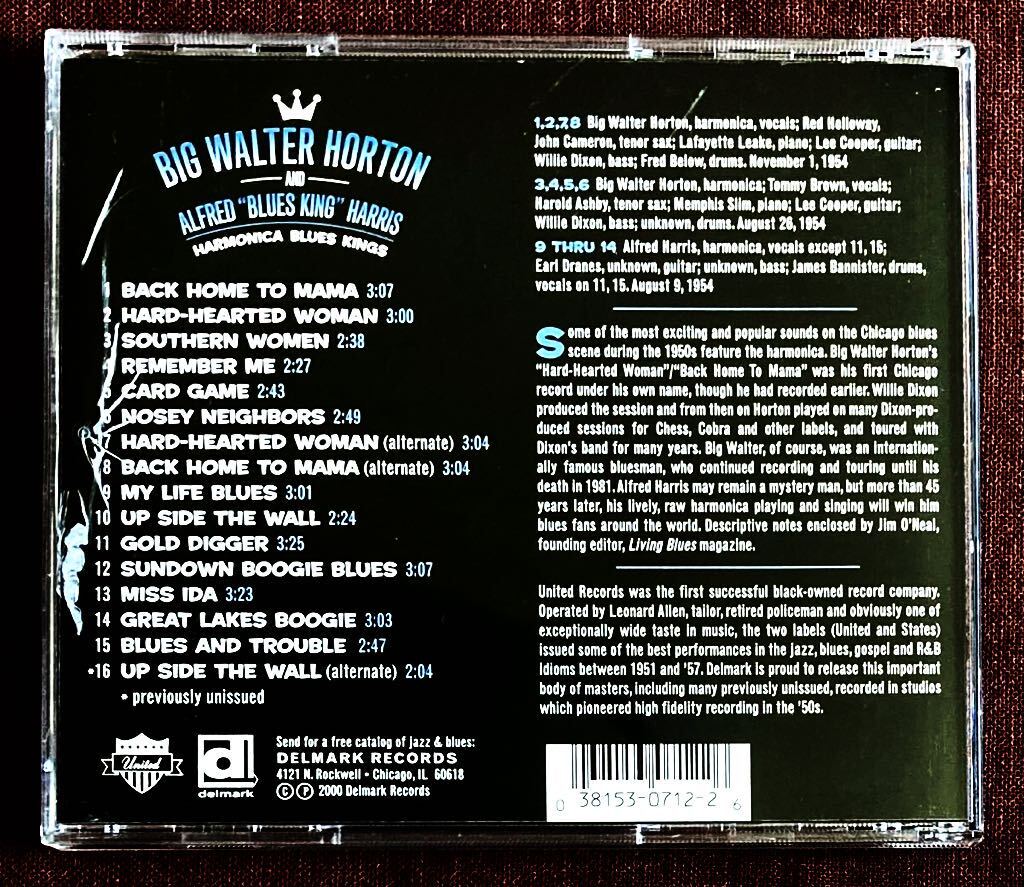 BIG WALTER HORTON
AND
ALFRED "BLUES KING" HARRIS
HARMONICA BLUES KINGS
1 BACK HOME TO MAMA 3:07
2 HARD-HEARTED WOMAN 3:00
3 SOUTHERN WOMEN 2:38
4 REMEMBER ME 2:27
5 CARD GAME 2:43
6 NOSEY NEIGHBORS 2:49
7 HARD-HEARTED WOMAN (alternate) 3:04
8 BACK HOME TO MAMA (alternate) 3:04
9 MY LIFE BLUES 3:01
10 UP SIDE THE WALL 2:24
11 GOLD DIGGER 3:25
12 SUNDOWN BOOGIE BLUES 3:07
13 MISS IDA 3:23
14 GREAT LAKES BOOGIE 3:03
15 BLUES AND TROUBLE 2:47
•16 UP SIDE THE WALL (alternate) 2:04
• previously unissued
United
d
delmark
Send for a free catalog of jazz & blues:
DELMARK RECORDS
4121 N. Rockwell • Chicago, IL 60618
© ℗ 2000 Delmark Records
1,2,7,8 Big Walter Horton, harmonica, vocals; Red Holloway,
John Cameron, tenor sax; Lafayette Leake, piano; Lee Cooper, guitar;
Willie Dixon, bass; Fred Below, drums. November 1, 1954
3,4,5,6 Big Walter Horton, harmonica; Tommy Brown, vocals;
Harold Ashby, tenor sax; Memphis Slim, piano; Lee Cooper, guitar;
Willie Dixon, bass; unknown, drums. August 26, 1954
9 THRU 14 Alfred Harris, harmonica, vocals except 11, 15;
Earl Dranes, unknown, guitar; unknown, bass; James Bannister, drums,
vocals on 11, 15. August 9, 1954
Some of the most exciting and popular sounds on the Chicago blues
scene during the 1950s feature the harmonica. Big Walter Horton's
"Hard-Hearted Woman"/"Back Home To Mama" was his first Chicago
record under his own name, though he had recorded earlier. Willie Dixon
produced the session and from then on Horton played on many Dixon-pro-
duced sessions for Chess, Cobra and other labels, and toured with
Dixon's band for many years. Big Walter, of course, was an internation-
ally famous bluesman, who continued recording and touring until his
death in 1981. Alfred Harris may remain a mystery man, but more than 45
years later, his lively, raw harmonica playing and singing will win him
blues fans around the world. Descriptive notes enclosed by Jim O'Neal,
founding editor, Living Blues magazine.
United Records was the first successful black-owned record company.
Operated by Leonard Allen, tailor, retired policeman and obviously one of
exceptionally wide taste in music, the two labels (United and States)
issued some of the best performances in the jazz, blues, gospel and R&B
idioms between 1951 and '57. Delmark is proud to release this important
body of masters, including many previously unissued, recorded in studios
which pioneered high fidelity recording in the '50s.
0 38153-0712-2 6